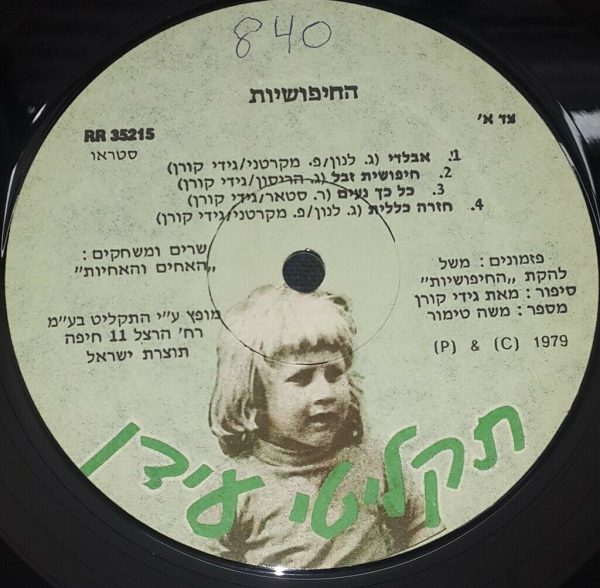 840
החיפושיות
צד א'
RR 35215
סטראו
1. אבלדי (ג. לנון/פ. מקרטני/גידי קורן)
2. חיפושית זבל (ג. הריסון/גידי קורן)
3. כל כך נעים (ר. סטאר/גידי קורן)
4. חזרה כללית (ג. לנון/פ. מקרטני/גידי קורן)
פזמונים: משל
להקת „החיפושיות"
סיפור: מאת גידי קורן
מספר: משה טימור
(P) & (C) 1979
שרים ומשחקים:
„האחים והאחיות"
מופץ ע"י התקליט בע"מ
רח' הרצל 11 חיפה
תוצרת ישראל
תקליטי עידן